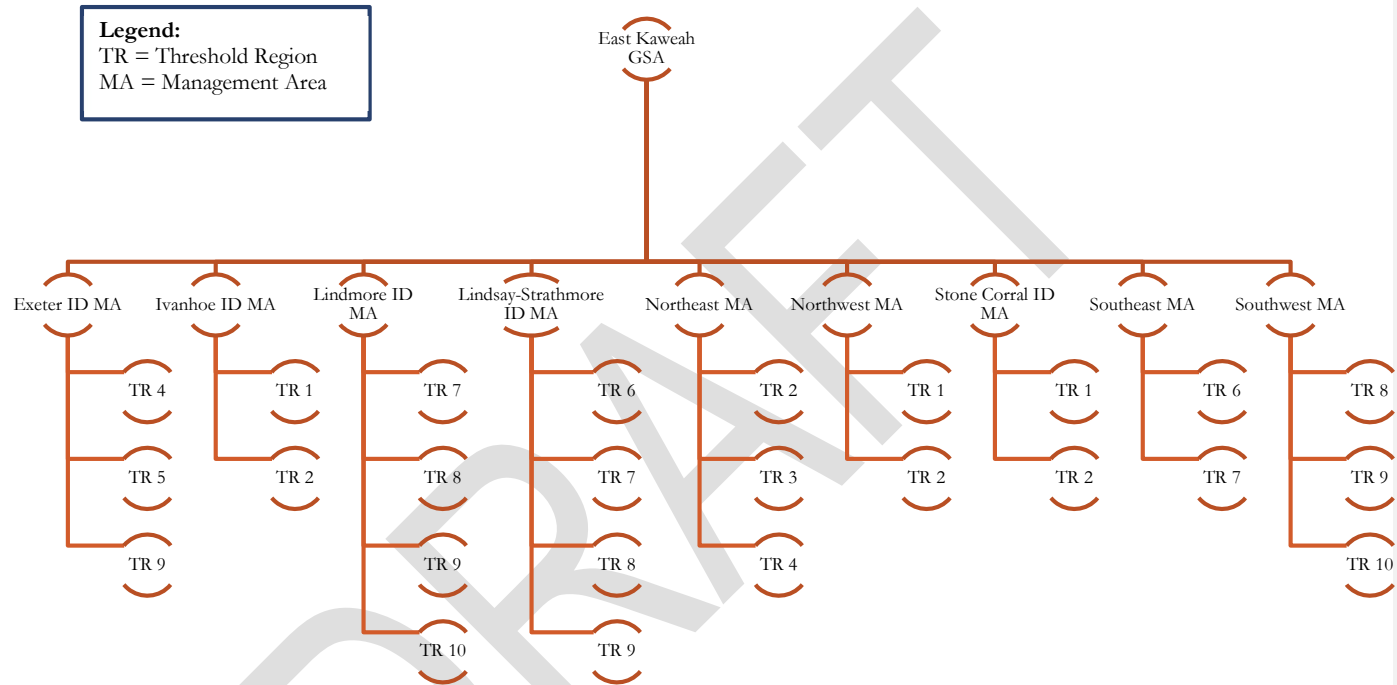 Legend:
TR = Threshold Region
MA = Management Area
East Kaweah
GSA
Exeter ID MA
Ivanhoe ID MA
Lindmore ID
MA
Lindsay-Strathmore
ID MA
Northeast MA
Northwest MA
Stone Corral ID
MA
Southeast MA
Southwest MA
TR 4
TR 5
TR 9
TR 1
TR 2
TR 7
TR 8
TR 9
TR 10
TR 6
TR 7
TR 8
TR 9
TR 2
TR 3
TR 4
TR 1
TR 2
TR 1
TR 2
TR 6
TR 7
TR 8
TR 9
TR 10
DRAFT